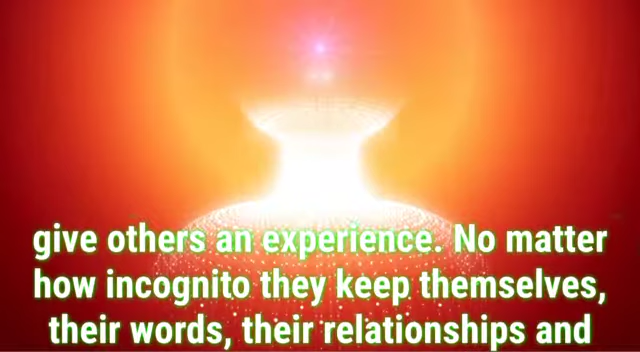 give others an experience. No matter
how incognito they keep themselves,
their words, their relationships and